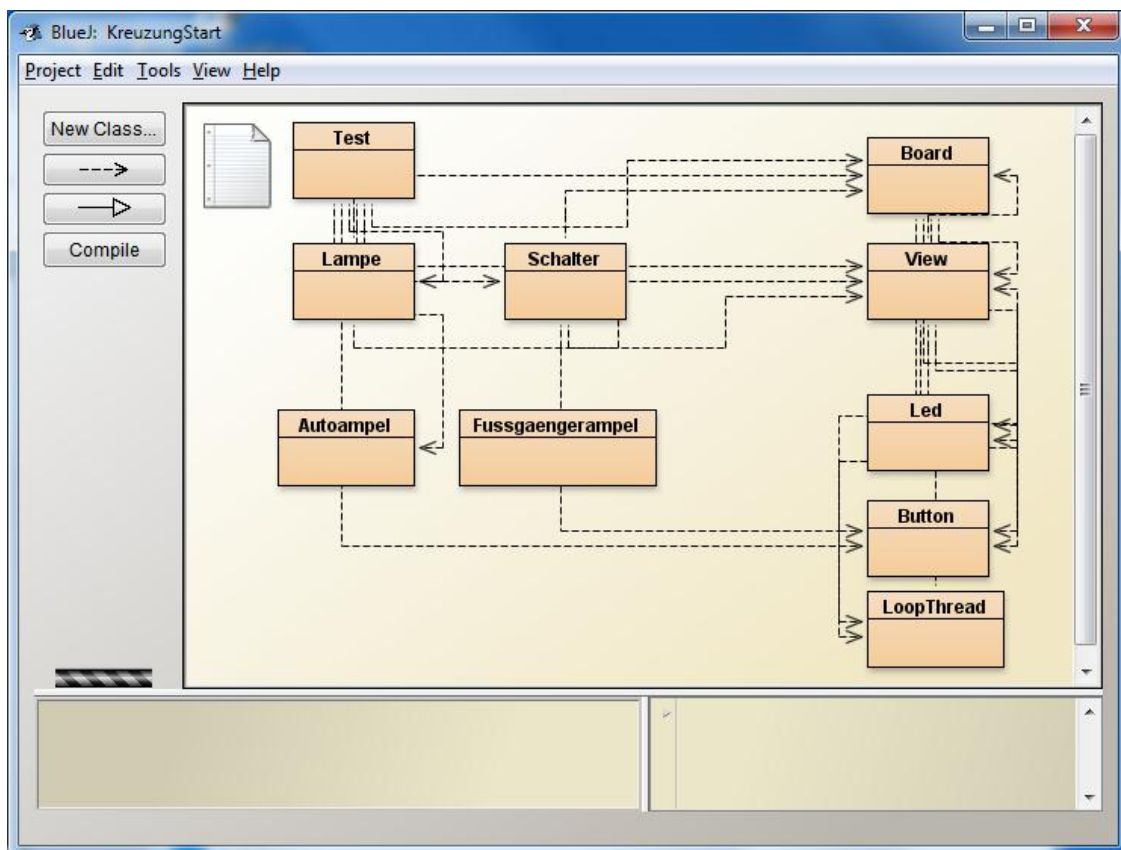 BlueJ: KreuzungStart
Project Edit Tools View Help
New Class...
Compile
Test
Board
Lampe
Schalter
View
Autoampel
Fussgaengerampel
Led
Button
LoopThread